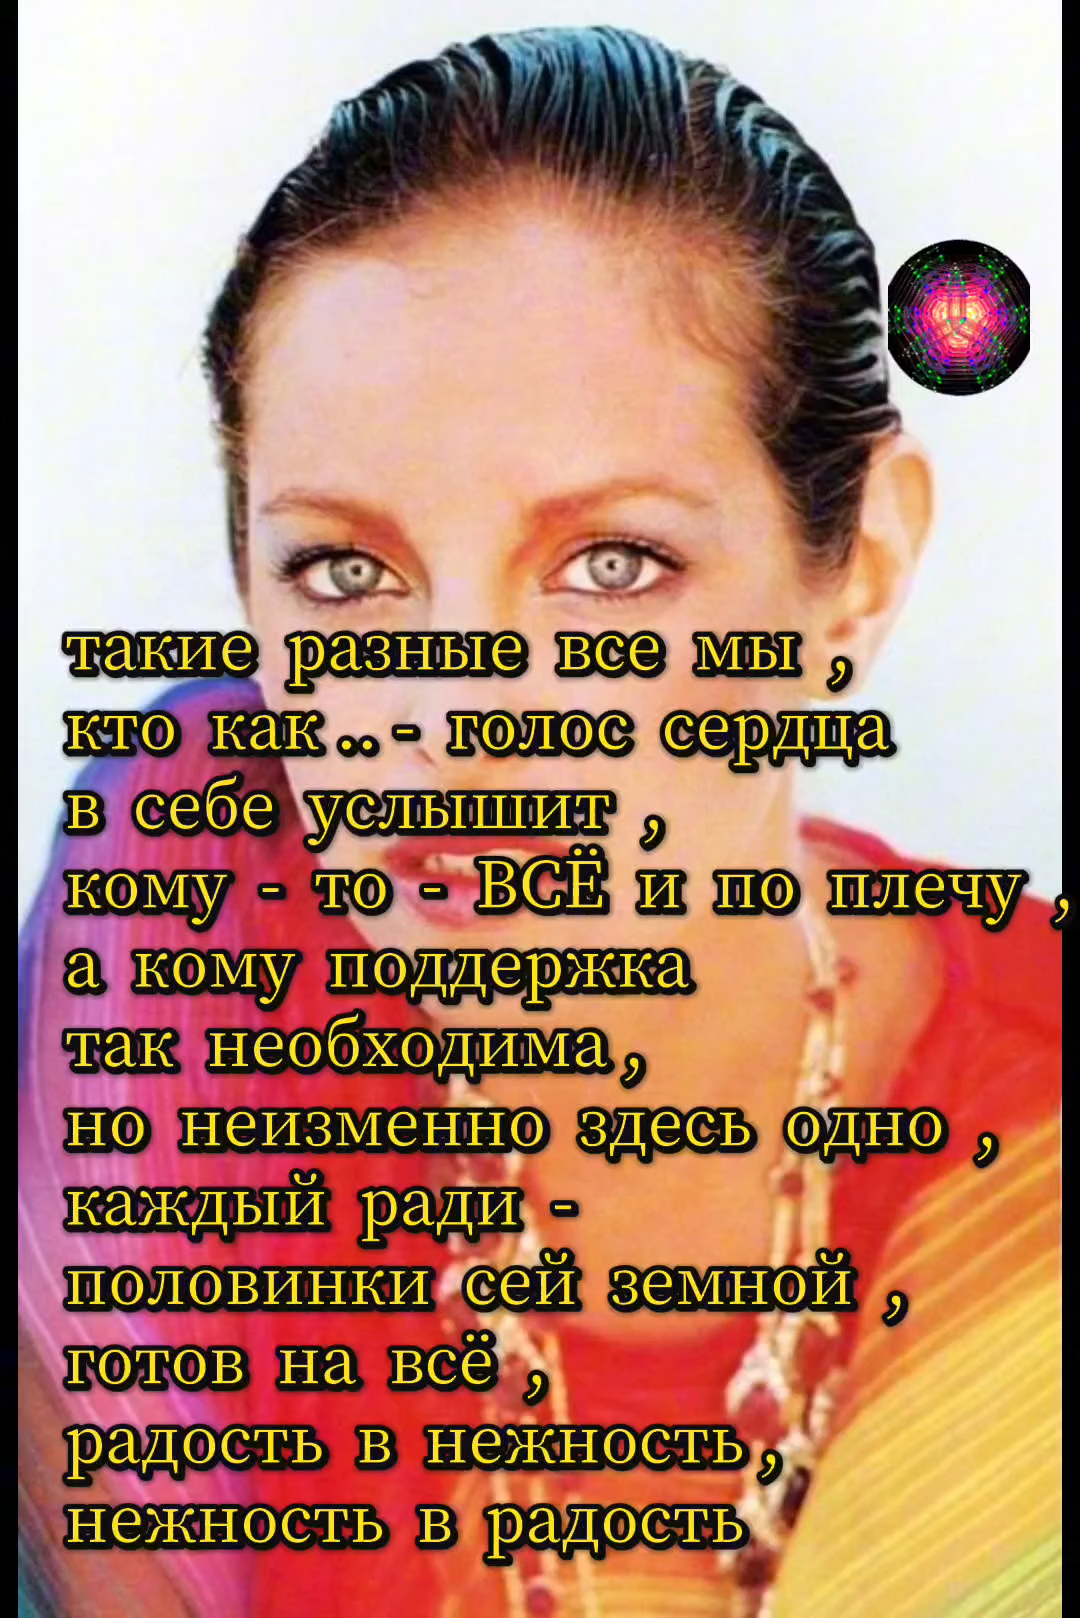 такие разные все мы ,
кто как .. - голос сердца
в себе услышит ,
кому - то - ВСЁ и по плечу ,
а кому поддержка
так необходима ,
но неизменно здесь одно ,
каждый ради -
половинки сей земной ,
готов на всё ,
радость в нежность ,
нежность в радость